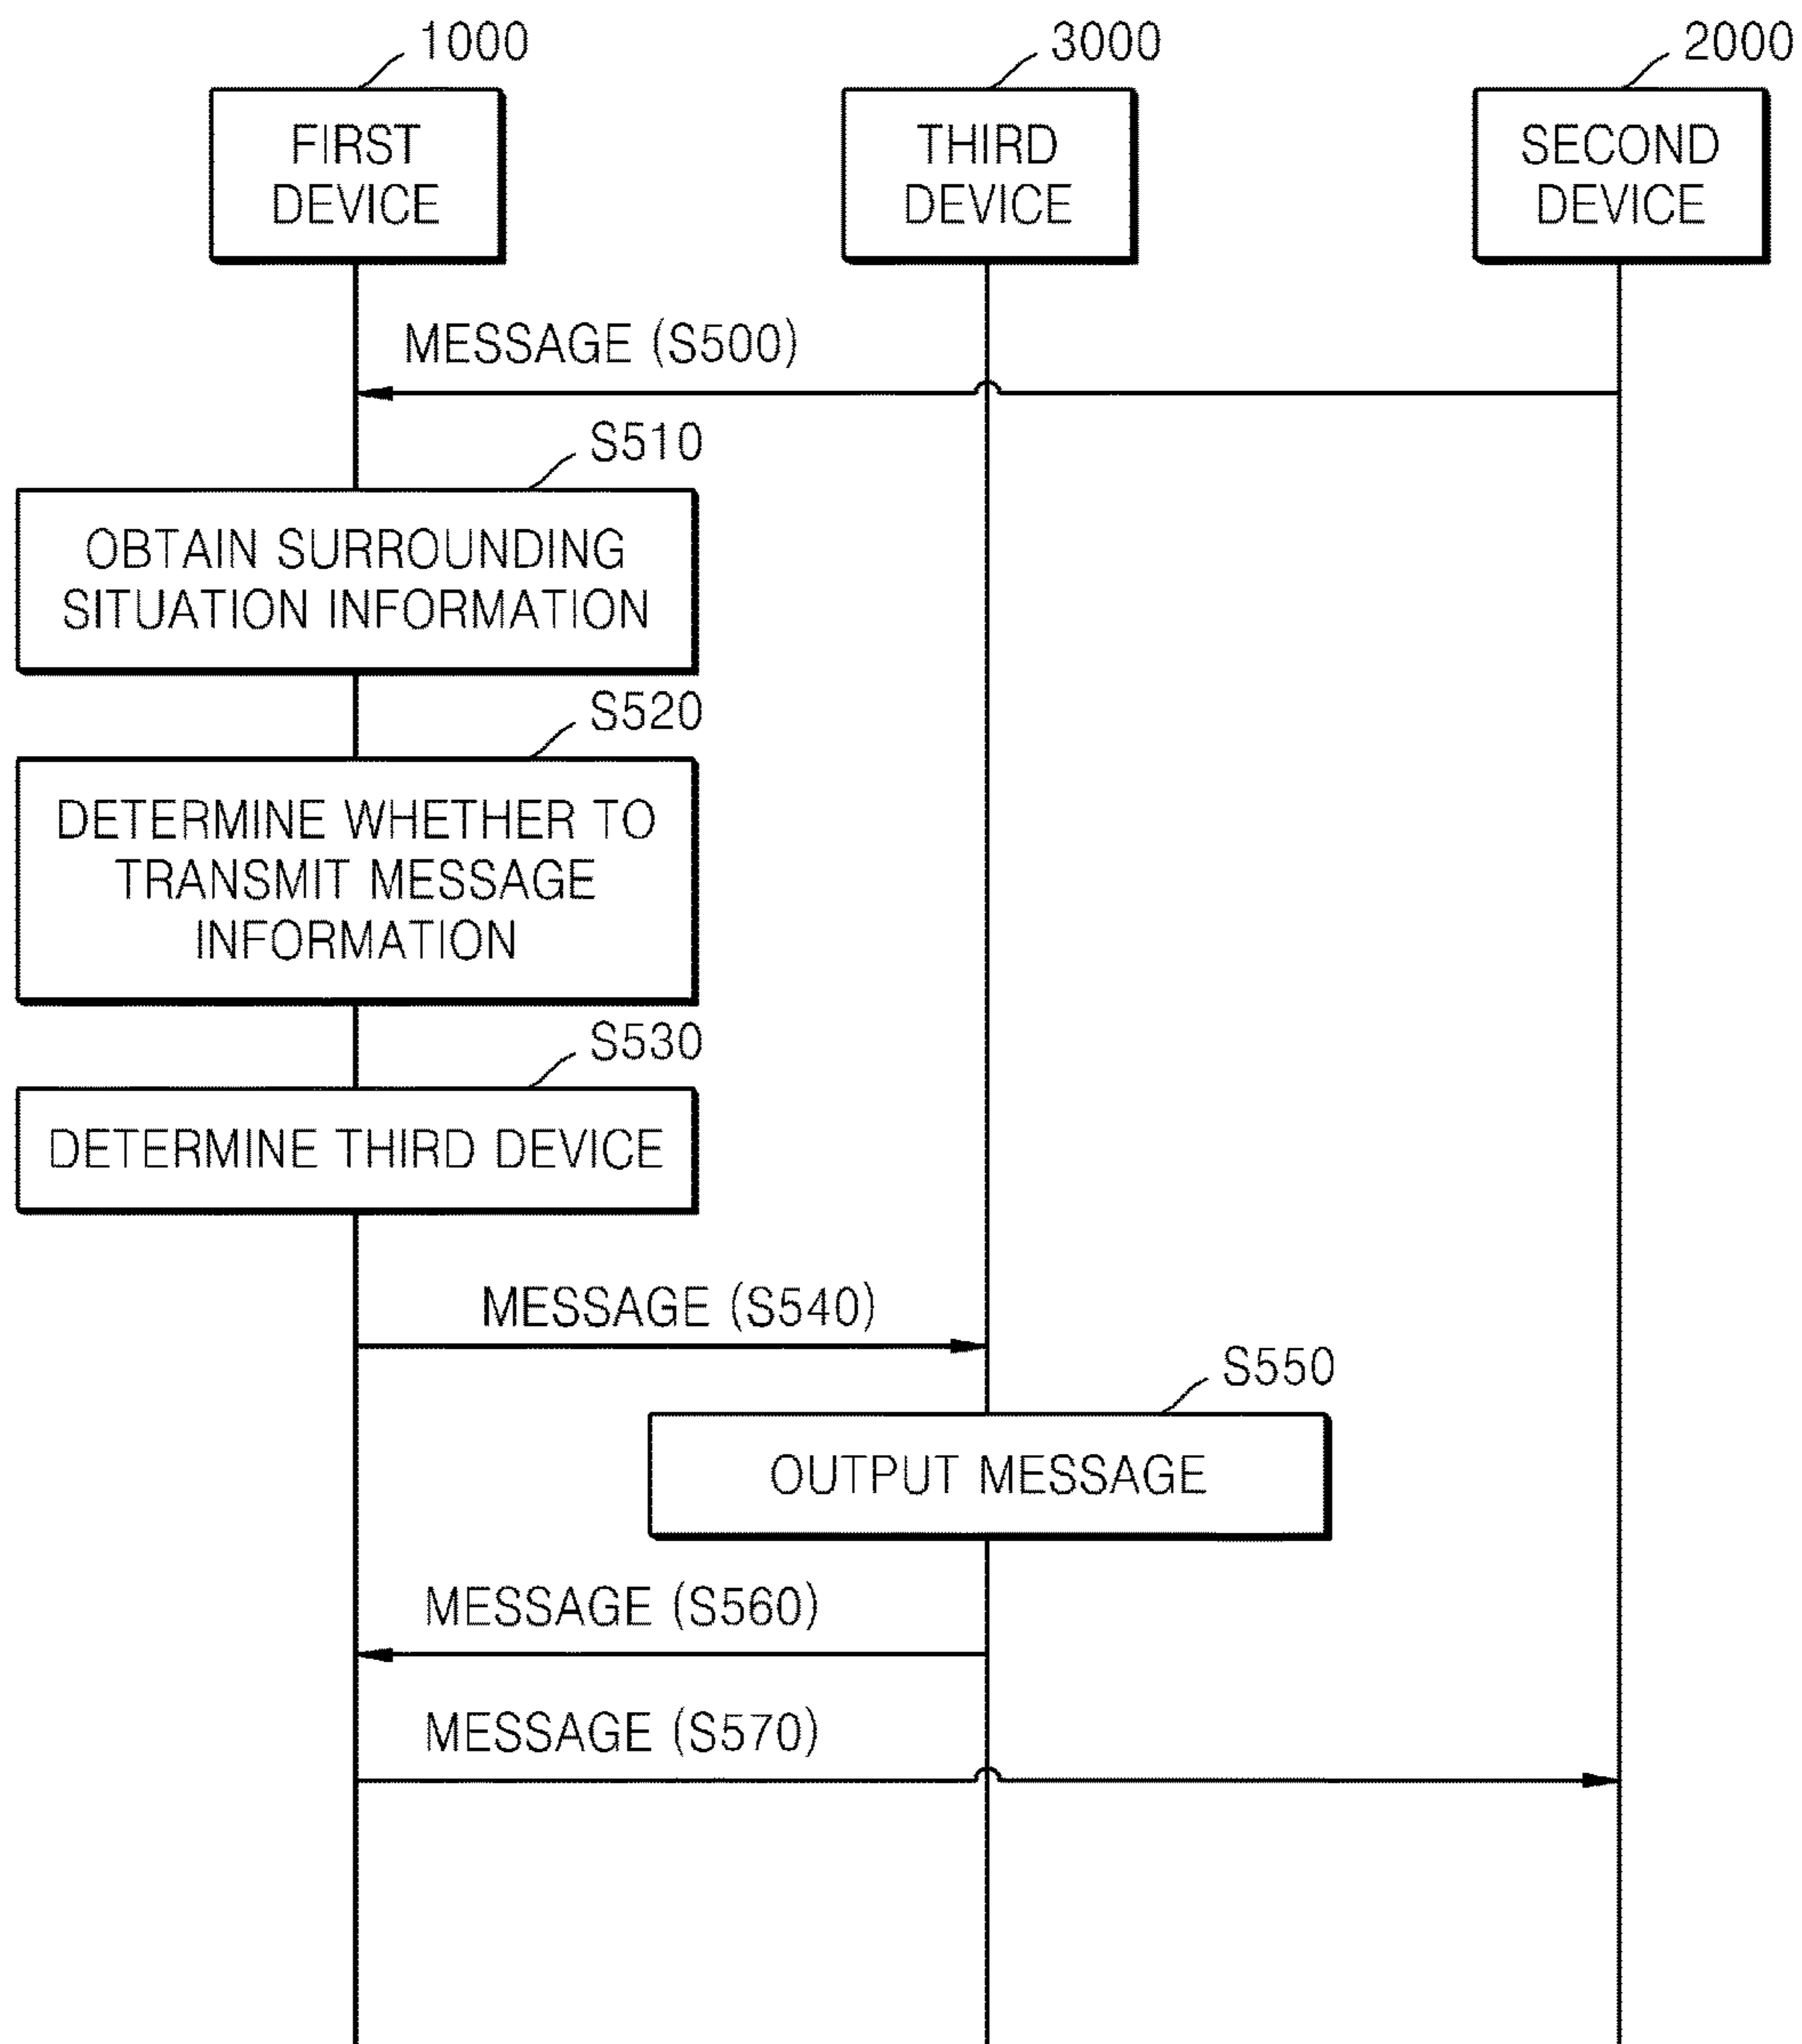 1000
3000
2000
FIRST
DEVICE
THIRD
DEVICE
SECOND
DEVICE
MESSAGE (S500)
S510
OBTAIN SURROUNDING
SITUATION INFORMATION
S520
DETERMINE WHETHER TO
TRANSMIT MESSAGE
INFORMATION
S530
DETERMINE THIRD DEVICE
MESSAGE (S540)
S550
OUTPUT MESSAGE
MESSAGE (S560)
MESSAGE (S570)